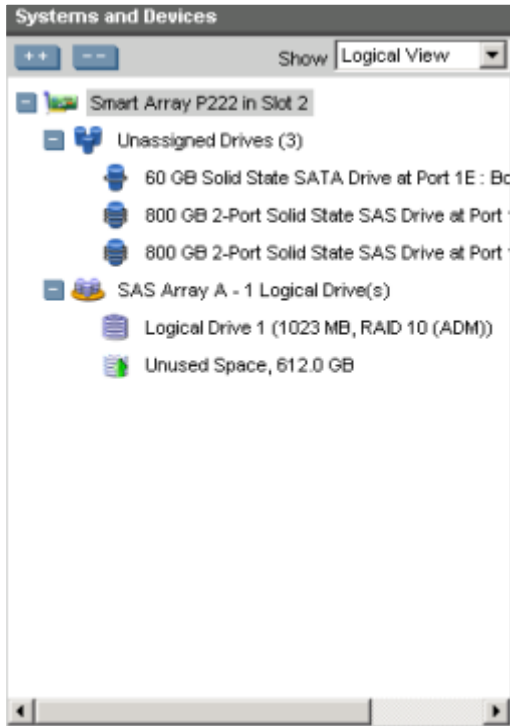 Systems and Devices
++ -- Show Logical View
Smart Array P222 in Slot 2
Unassigned Drives (3)
60 GB Solid State SATA Drive at Port 1E : Bo
800 GB 2-Port Solid State SAS Drive at Port
800 GB 2-Port Solid State SAS Drive at Port
SAS Array A - 1 Logical Drive(s)
Logical Drive 1 (1023 MB, RAID 10 (ADM))
Unused Space, 612.0 GB